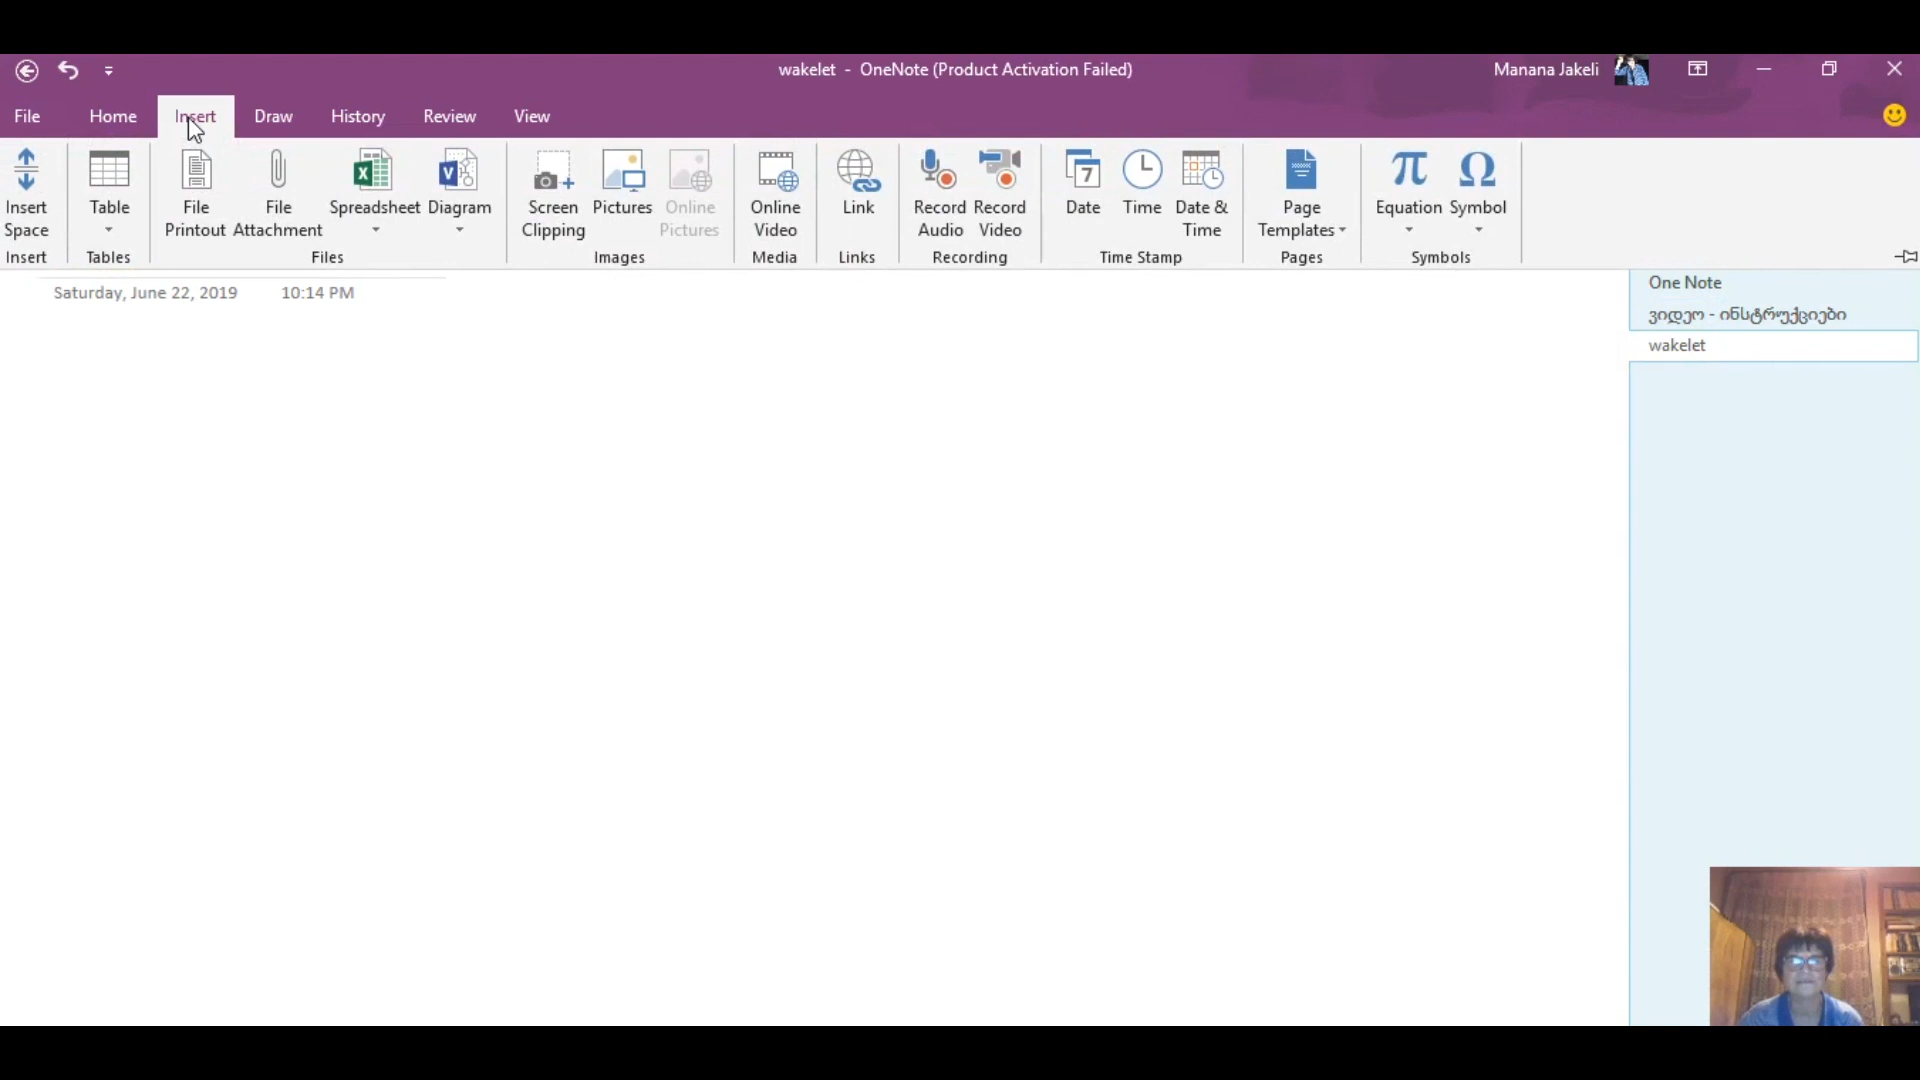 wakelet - OneNote (Product Activation Failed)
Manana Jakeli
File Home Insert Draw History Review View
Insert Space
Table
File Printout
File Attachment
Spreadsheet
Diagram
Screen Clipping
Pictures
Online Pictures
Online Video
Link
Record Audio
Record Video
7
Date
Time
Date & Time
Page Templates
π
Equation
Ω
Symbol
Insert Tables Files Images Media Links Recording Time Stamp Pages Symbols
Saturday, June 22, 2019 10:14 PM
One Note
ვიდეო - ინსტრუქციები
wakelet